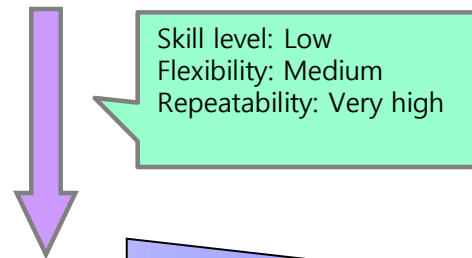 Skill level: Low
Flexibility: Medium
Repeatability: Very high